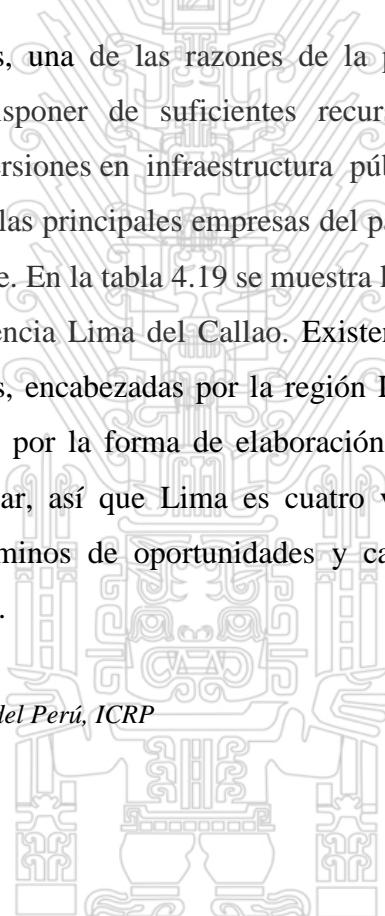 s, una de las razones de la p
sponer de suficientes recur
ersiones en infraestructura púb
las principales empresas del pa
e. En la tabla 4.19 se muestra l
encia Lima del Callao. Existen
s, encabezadas por la región
por la forma de elaboración
ar, así que Lima es cuatro v
minos de oportunidades y ca
.
del Perú, ICRP